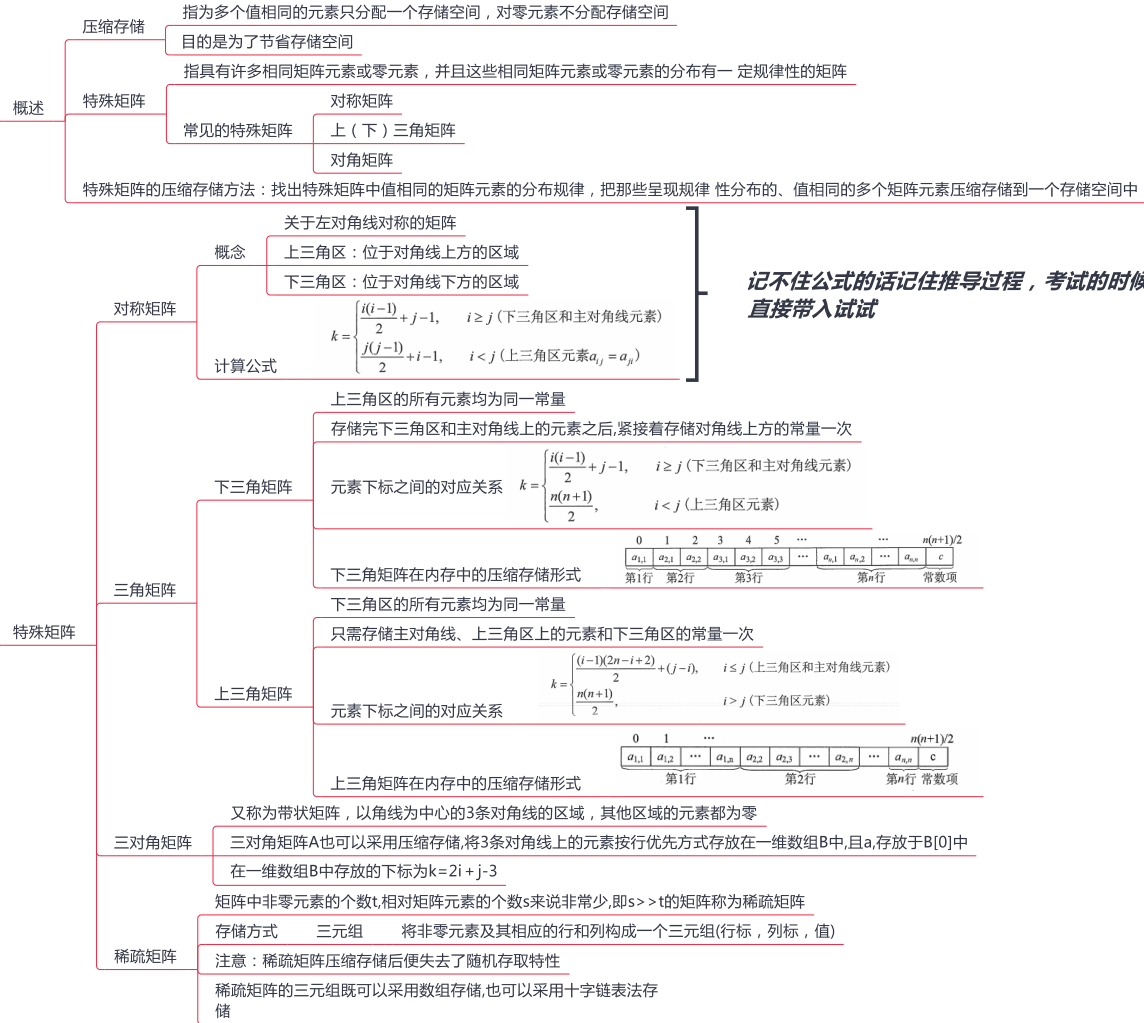 概述
压缩存储
指为多个值相同的元素只分配一个存储空间，对零元素不分配存储空间
目的是为了节省存储空间
特殊矩阵
指具有许多相同矩阵元素或零元素，并且这些相同矩阵元素或零元素的分布有一 定规律性的矩阵
常见的特殊矩阵
对称矩阵
上（下）三角矩阵
对角矩阵
特殊矩阵的压缩存储方法：找出特殊矩阵中值相同的矩阵元素的分布规律，把那些呈现规律 性分布的、值相同的多个矩阵元素压缩存储到一个存储空间中
特殊矩阵
对称矩阵
概念
关于左对角线对称的矩阵
上三角区：位于对角线上方的区域
下三角区：位于对角线下方的区域
计算公式
k = { i(i−1)/2 + j−1, i ≥ j (下三角区和主对角线元素)
j(j−1)/2 + i−1, i < j (上三角区元素 a_ij = a_ji)
记不住公式的话记住推导过程，考试的时候
直接带入试试
三角矩阵
下三角矩阵
上三角区的所有元素均为同一常量
存储完下三角区和主对角线上的元素之后,紧接着存储对角线上方的常量一次
元素下标之间的对应关系
k = { i(i−1)/2 + j−1, i ≥ j (下三角区和主对角线元素)
n(n+1)/2, i < j (上三角区元素)
下三角矩阵在内存中的压缩存储形式
0 1 2 3 4 5 … … n(n+1)/2
a1,1 a2,1 a2,2 a3,1 a3,2 a3,3 … an,1 an,2 … an,n c
第1行 第2行 第3行 第n行 常数项
上三角矩阵
下三角区的所有元素均为同一常量
只需存储主对角线、上三角区上的元素和下三角区的常量一次
元素下标之间的对应关系
k = { (i−1)(2n−i+2)/2 + (j−i), i ≤ j (上三角区和主对角线元素)
n(n+1)/2, i > j (下三角区元素)
上三角矩阵在内存中的压缩存储形式
0 1 … n(n+1)/2
a1,1 a1,2 … a1,n a2,2 a2,3 … a2,n … an,n c
第1行 第2行 第n行 常数项
三对角矩阵
又称为带状矩阵，以角线为中心的3条对角线的区域，其他区域的元素都为零
三对角矩阵A也可以采用压缩存储,将3条对角线上的元素按行优先方式存放在一维数组B中,且a,存放于B[0]中
在一维数组B中存放的下标为k=2i＋j-3
稀疏矩阵
矩阵中非零元素的个数t,相对矩阵元素的个数s来说非常少,即s>>t的矩阵称为稀疏矩阵
存储方式 三元组 将非零元素及其相应的行和列构成一个三元组(行标，列标，值)
注意：稀疏矩阵压缩存储后便失去了随机存取特性
稀疏矩阵的三元组既可以采用数组存储,也可以采用十字链表法存
储